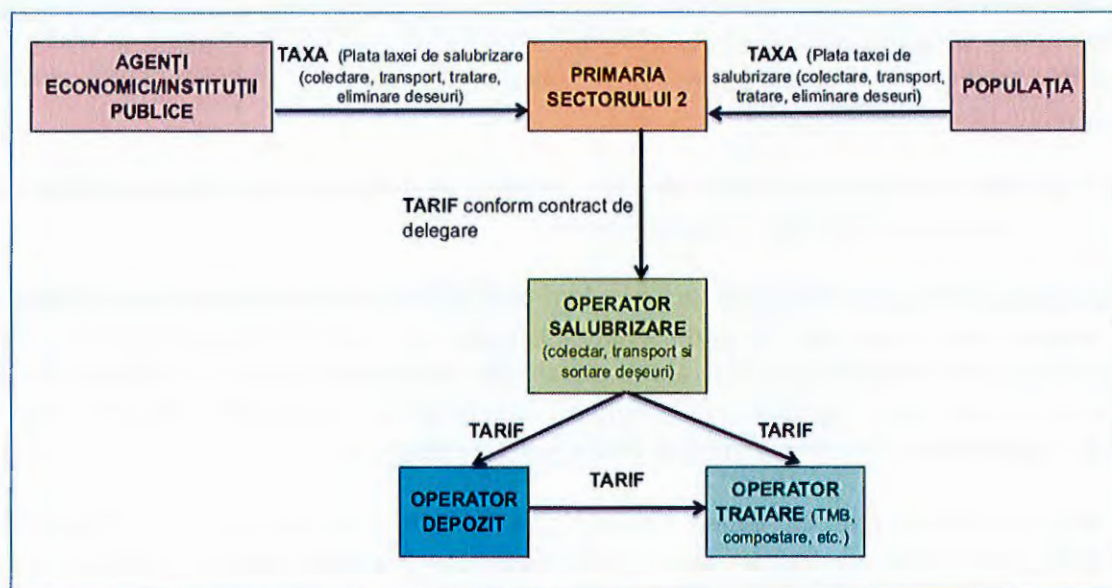 AGENȚI
ECONOMICI/INSTITUȚII
PUBLICE
TAXA (Plata taxei de salubrizare
(colectare, transport, tratare,
eliminare deseuri)
PRIMARIA
SECTORULUI 2
TAXA (Plata taxei de
salubrizare (colectare, transport,
tratare, eliminare deseuri)
POPULAȚIA
TARIF conform contract de
delegare
OPERATOR
SALUBRIZARE
(colectar, transport si
sortare deșeuri)
TARIF
TARIF
OPERATOR
DEPOZIT
TARIF
OPERATOR
TRATARE (TMB,
compostare, etc.)